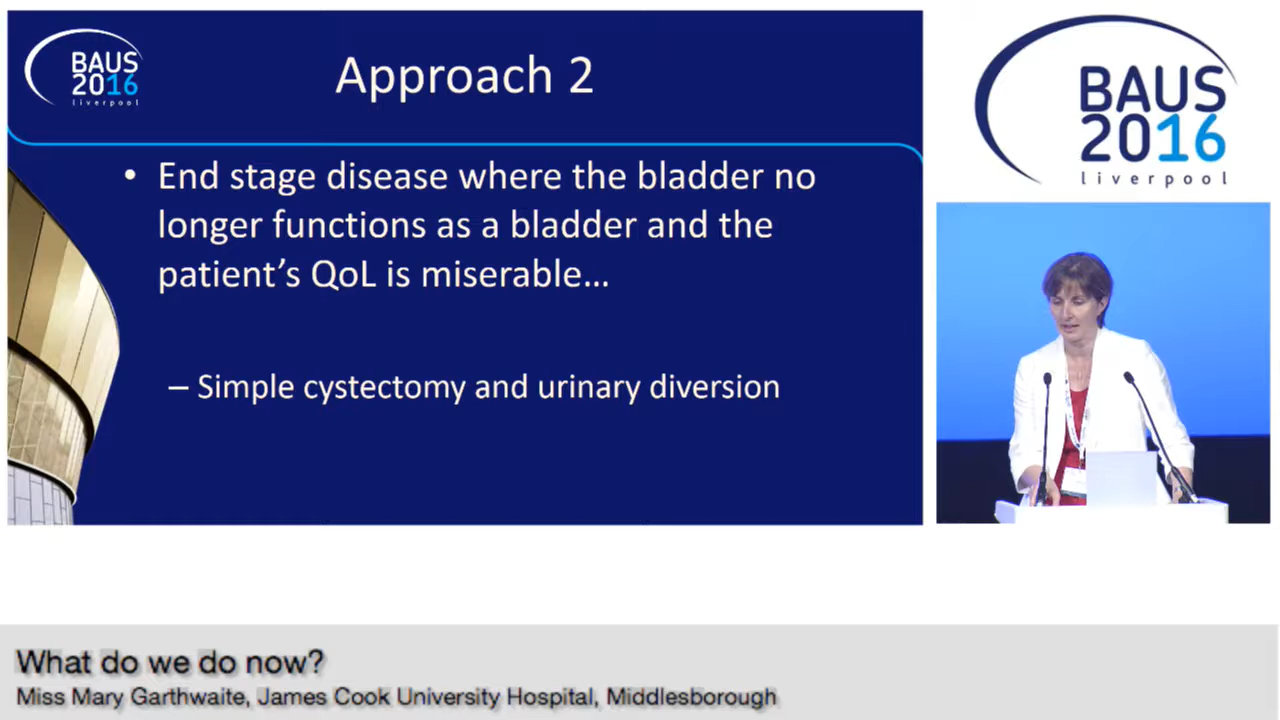 BAUS
2016
liverpool
Approach 2
• End stage disease where the bladder no
longer functions as a bladder and the
patient’s QoL is miserable…
– Simple cystectomy and urinary diversion
BAUS
2016
liverpool
What do we do now?
Miss Mary Garthwaite, James Cook University Hospital, Middlesborough